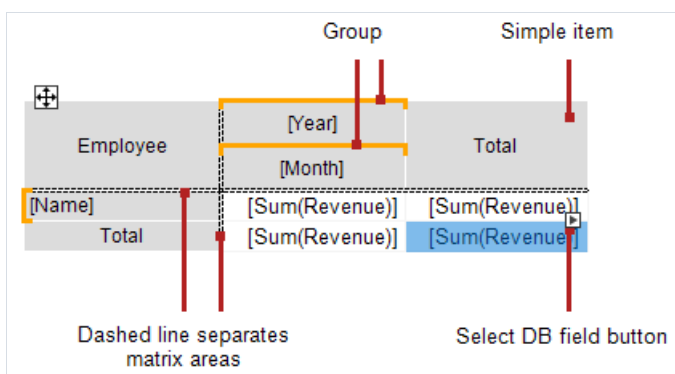 Group
Simple item
Employee
[Year]
Total
[Month]
[Name]
[Sum(Revenue)]
[Sum(Revenue)]
Total
[Sum(Revenue)]
[Sum(Revenue)]
Dashed line separates
matrix areas
Select DB field button